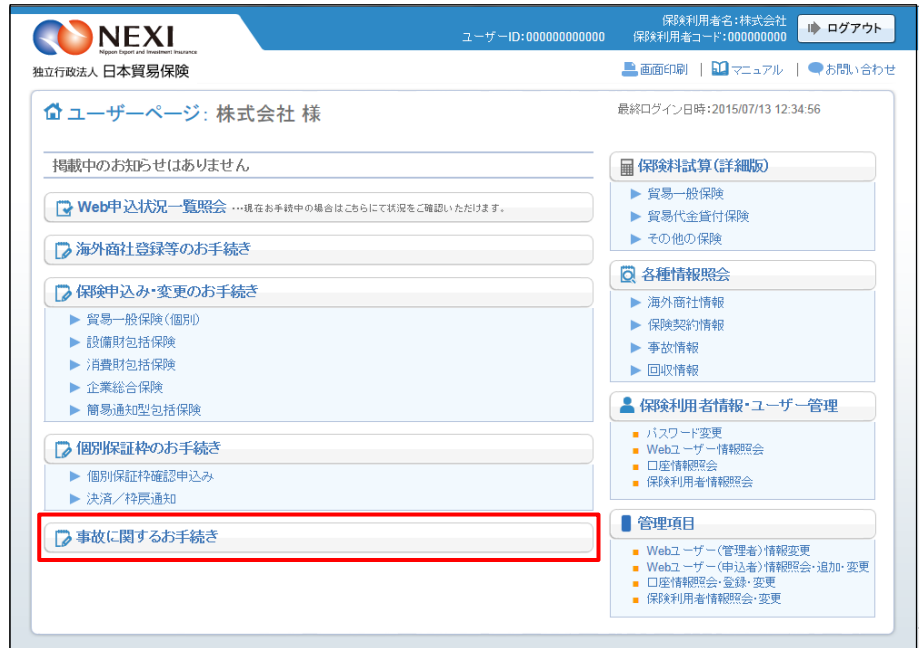 NEXI
Nippon Export and Investment Insurance
独立行政法人 日本貿易保険
ユーザーID:000000000000
保険利用者名:株式会社
保険利用者コード:000000000
ログアウト
画面印刷 | マニュアル | お問い合わせ
ユーザーページ: 株式会社 様
最終ログイン日時:2015/07/13 12:34:56
掲載中のお知らせはありません
Web申込状況一覧照会 …現在お手続中の場合はこちらにて状況をご確認いただけます。
海外商社登録等のお手続き
保険申込み・変更のお手続き
貿易一般保険(個別)
設備財包括保険
消費財包括保険
企業総合保険
簡易通知型包括保険
個別保証枠のお手続き
個別保証枠確認申込み
決済／枠戻通知
事故に関するお手続き
保険料試算(詳細版)
貿易一般保険
貿易代金貸付保険
その他の保険
各種情報照会
海外商社情報
保険契約情報
事故情報
回収情報
保険利用者情報・ユーザー管理
パスワード変更
Webユーザー情報照会
口座情報照会
保険利用者情報照会
管理項目
Webユーザー(管理者)情報変更
Webユーザー(申込者)情報照会・追加・変更
口座情報照会・登録・変更
保険利用者情報照会・変更